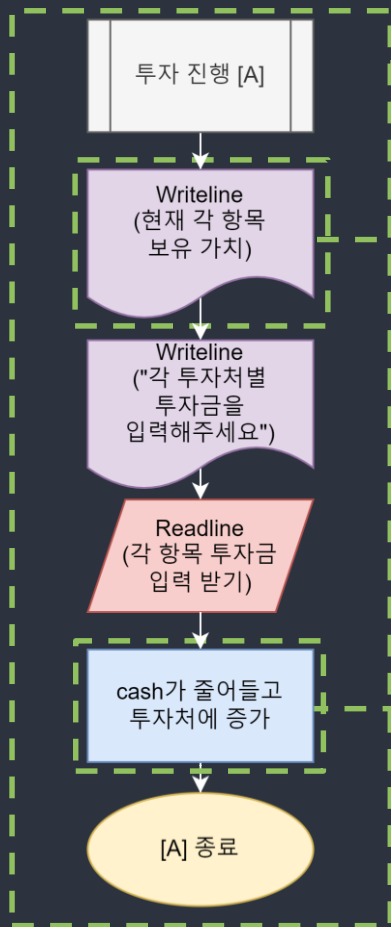 투자 진행 [A]
Writeline
(현재 각 항목
보유 가치)
Writeline
("각 투자처별
투자금을
입력해주세요")
Readline
(각 항목 투자금
입력 받기)
cash가 줄어들고
투자처에 증가
[A] 종료